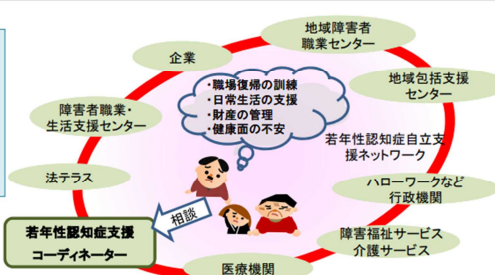 地域障害者
職業センター
企業
・職場復帰の訓練
・日常生活の支援
・財産の管理
・健康面の不安
地域包括支援
センター
障害者職業・
生活支援センター
若年性認知症自立支
援ネットワーク
法テラス
ハローワークなど
行政機関
相談
若年性認知症支援
コーディネーター
障害福祉サービス
介護サービス
医療機関